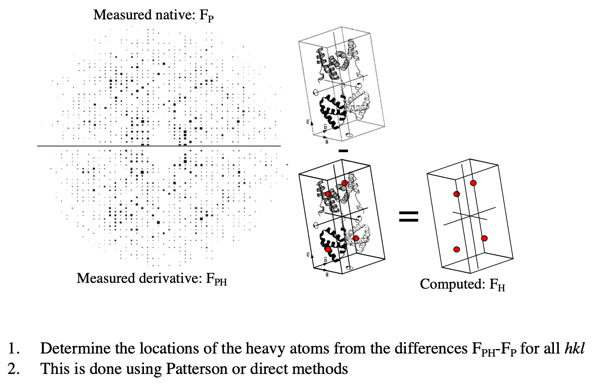 Measured native: FP
Measured derivative: FPH
Computed: FH
1. Determine the locations of the heavy atoms from the differences FPH-FP for all hkl
2. This is done using Patterson or direct methods